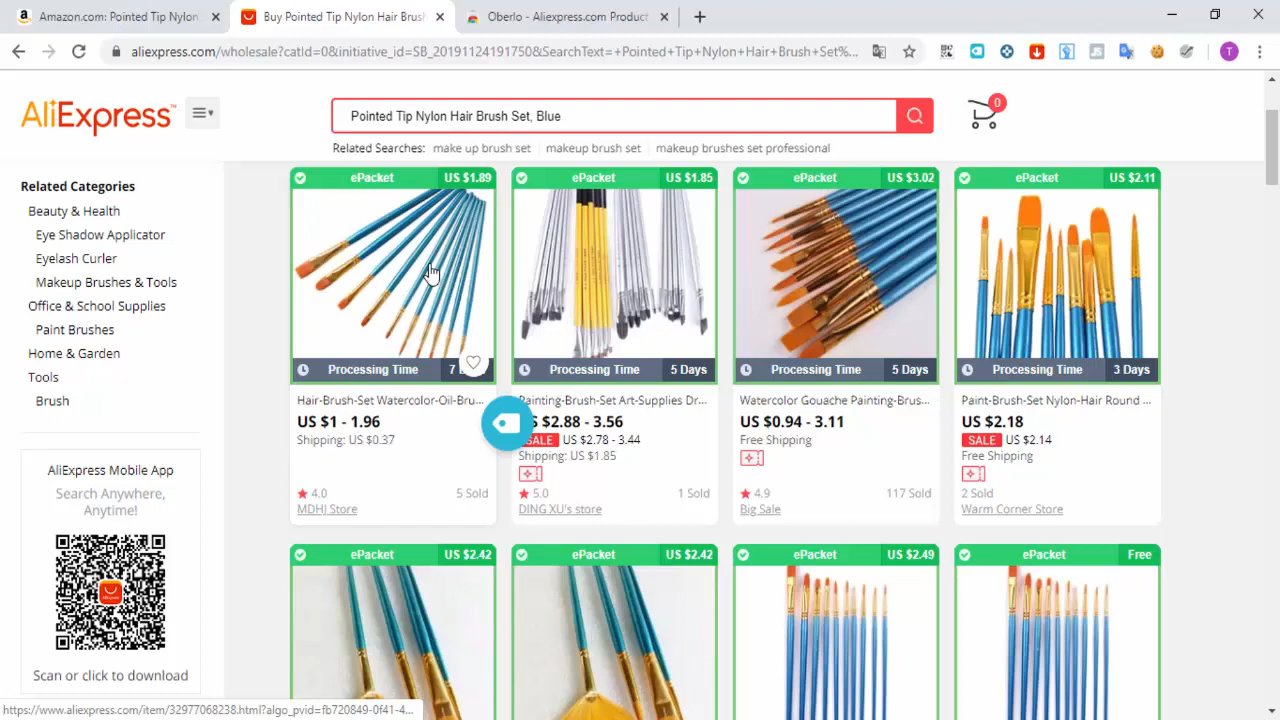 Amazon.com: Pointed Tip Nylon
Buy Pointed Tip Nylon Hair Brush
Oberlo - Aliexpress.com Product
aliexpress.com/wholesale?catId=0&initiative_id=SB_20191124191750&SearchText=+Pointed+Tip+Nylon+Hair+Brush+Set%...
JS
T
AliExpress™
Pointed Tip Nylon Hair Brush Set, Blue
0
Related Searches: make up brush set makeup brush set makeup brushes set professional
Related Categories
Beauty & Health
Eye Shadow Applicator
Eyelash Curler
Makeup Brushes & Tools
Office & School Supplies
Paint Brushes
Home & Garden
Tools
Brush
AliExpress Mobile App
Search Anywhere,
Anytime!
Scan or click to download
ePacket US $1.89
Processing Time 7
Hair-Brush-Set Watercolor-Oil-Bru...
US $1 - 1.96
Shipping: US $0.37
4.0 5 Sold
MDHJ Store
ePacket US $1.85
Processing Time 5 Days
Painting-Brush-Set Art-Supplies Dr...
US $2.88 - 3.56
SALE US $2.78 - 3.44
Shipping: US $1.85
5.0 1 Sold
DING XU's store
ePacket US $3.02
Processing Time 5 Days
Watercolor Gouache Painting-Brus...
US $0.94 - 3.11
Free Shipping
4.9 117 Sold
Big Sale
ePacket US $2.11
Processing Time 3 Days
Paint-Brush-Set Nylon-Hair Round ...
US $2.18
SALE US $2.14
Free Shipping
2 Sold
Warm Corner Store
ePacket US $2.42
ePacket US $2.42
ePacket US $2.49
ePacket Free
https://www.aliexpress.com/item/32977068238.html?algo_pvid=fb720849-0f41-4...